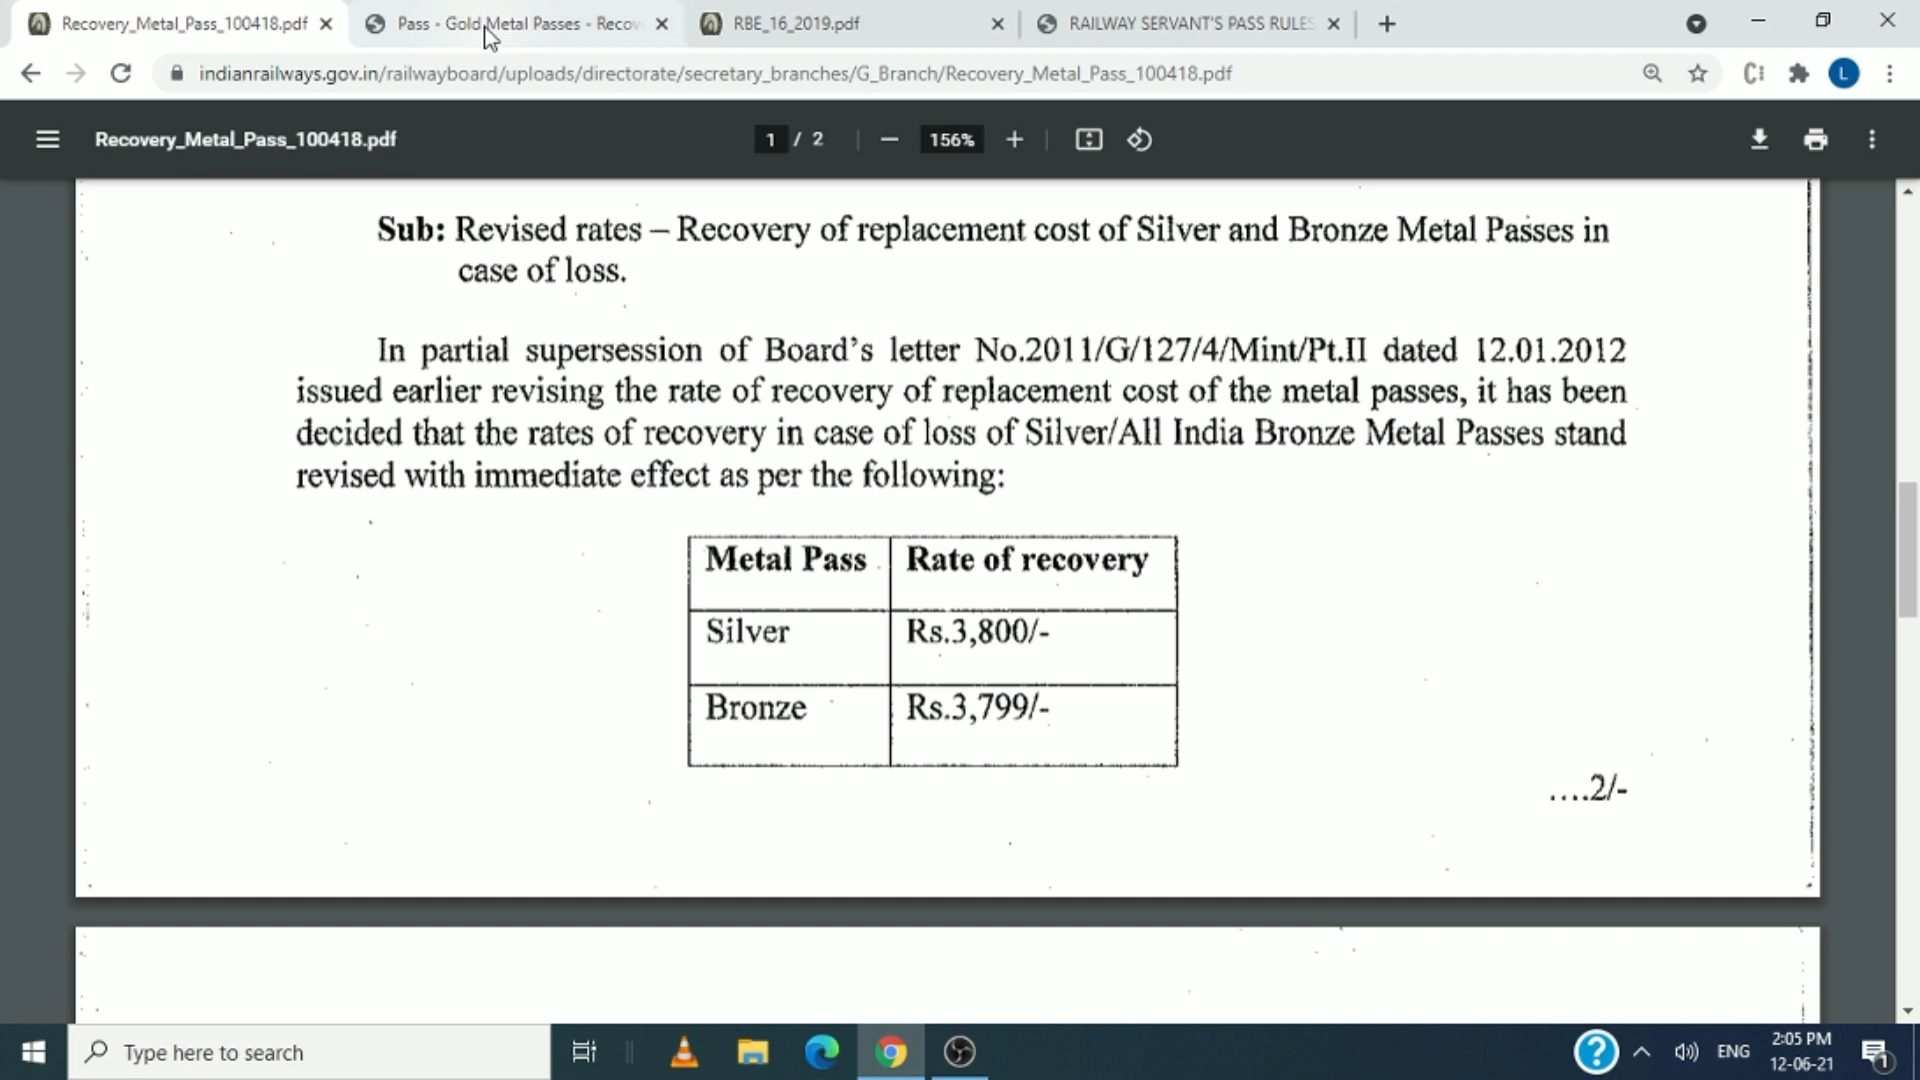 Recovery_Metal_Pass_100418.pdf
Pass - Gold Metal Passes - Recov
RBE_16_2019.pdf
RAILWAY SERVANT'S PASS RULES
indianrailways.gov.in/railwayboard/uploads/directorate/secretary_branches/G_Branch/Recovery_Metal_Pass_100418.pdf
L
Recovery_Metal_Pass_100418.pdf
1 / 2
156%
Sub: Revised rates – Recovery of replacement cost of Silver and Bronze Metal Passes in
case of loss.
In partial supersession of Board's letter No.2011/G/127/4/Mint/Pt.II dated 12.01.2012
issued earlier revising the rate of recovery of replacement cost of the metal passes, it has been
decided that the rates of recovery in case of loss of Silver/All India Bronze Metal Passes stand
revised with immediate effect as per the following:
Metal Pass Rate of recovery
Silver Rs.3,800/-
Bronze Rs.3,799/-
....2/-
Type here to search
ENG
2:05 PM
12-06-21
1